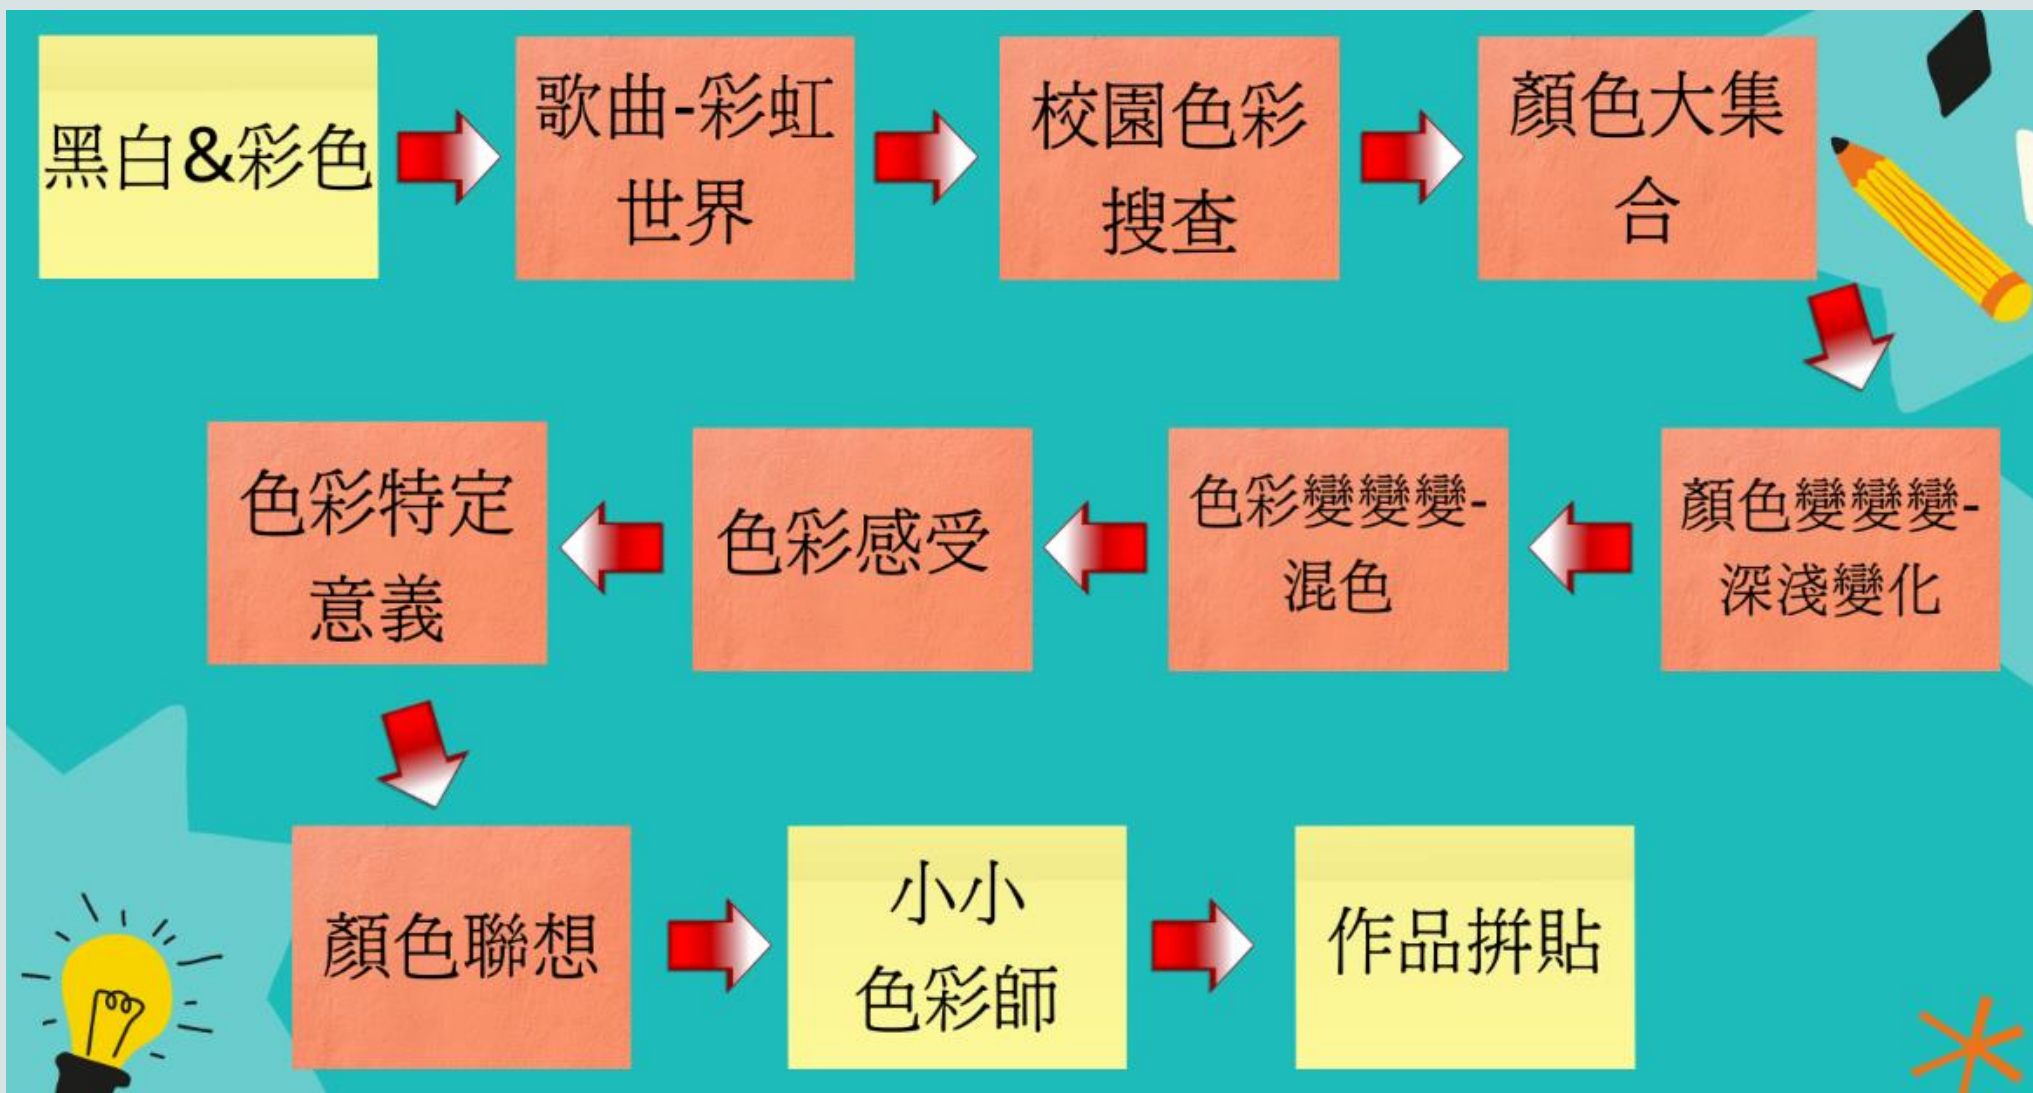 黑白&彩色
歌曲-彩虹
世界
校園色彩
搜查
顏色大集
合
顏色變變變-
深淺變化
色彩變變變-
混色
色彩感受
色彩特定
意義
顏色聯想
小小
色彩師
作品拼貼